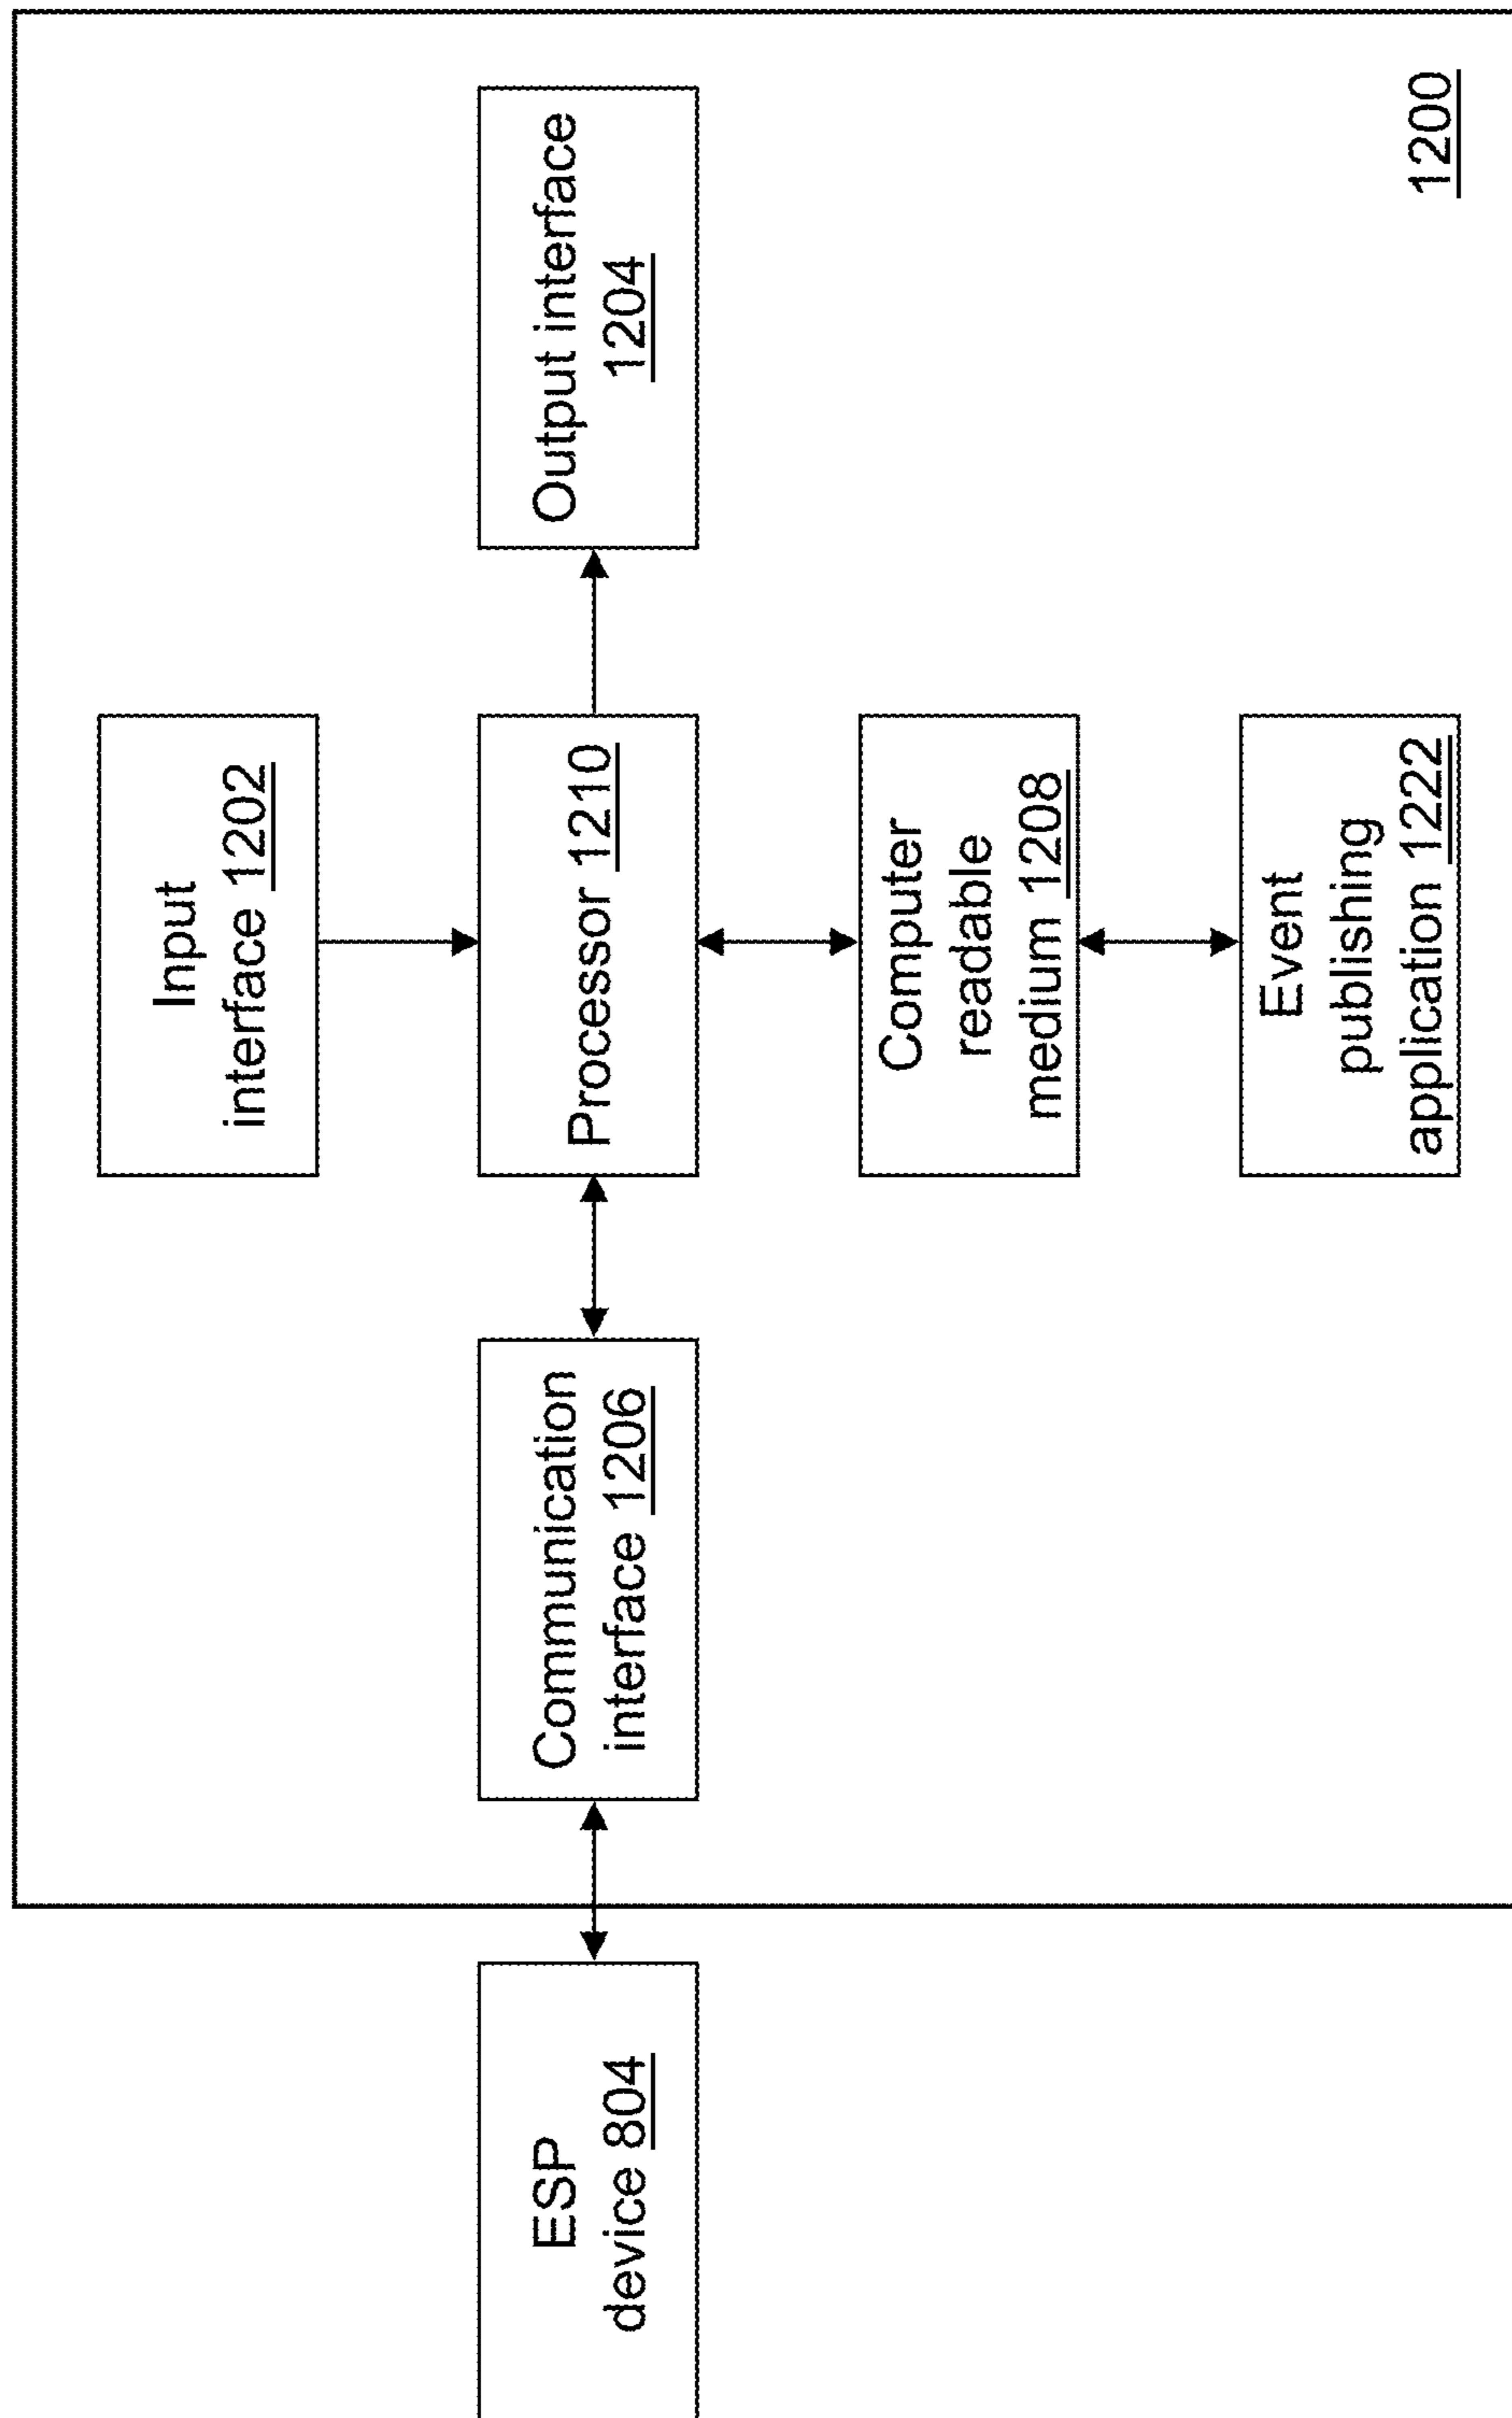 Input
interface 1202
ESP
device 804
Communication
interface 1206
Processor 1210
Output interface
1204
Computer
readable
medium 1208
Event
publishing
application 1222
1200